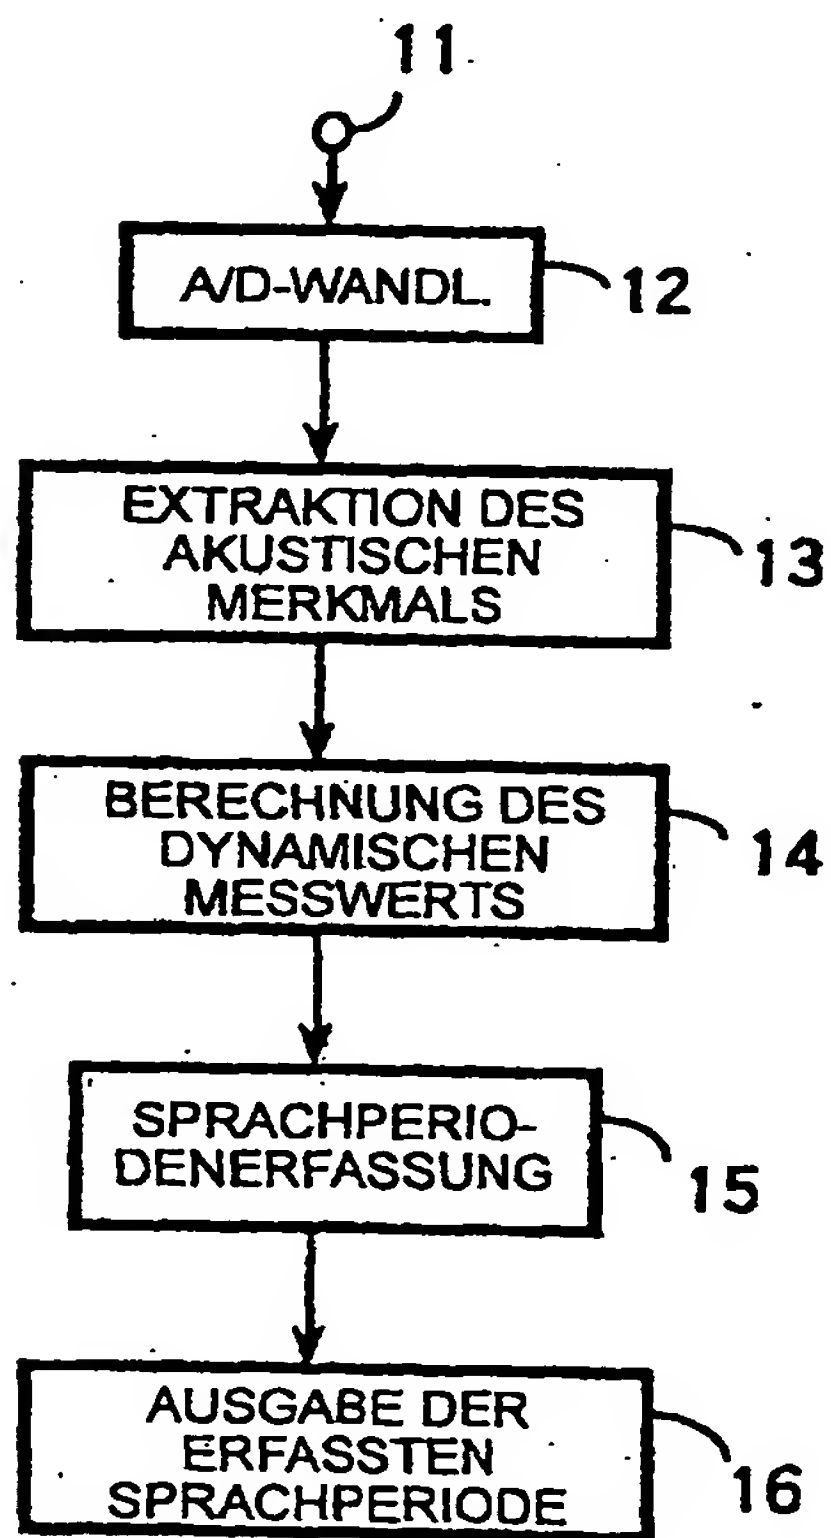 11
A/D-WANDL.
12
EXTRAKTION DES
AKUSTISCHEN
MERKMALS
13
BERECHNUNG DES
DYNAMISCHEN
MESSWERTS
14
SPRACHPERIO-
DENERFASSUNG
15
AUSGABE DER
ERFASSTEN
SPRACHPERIODE
16